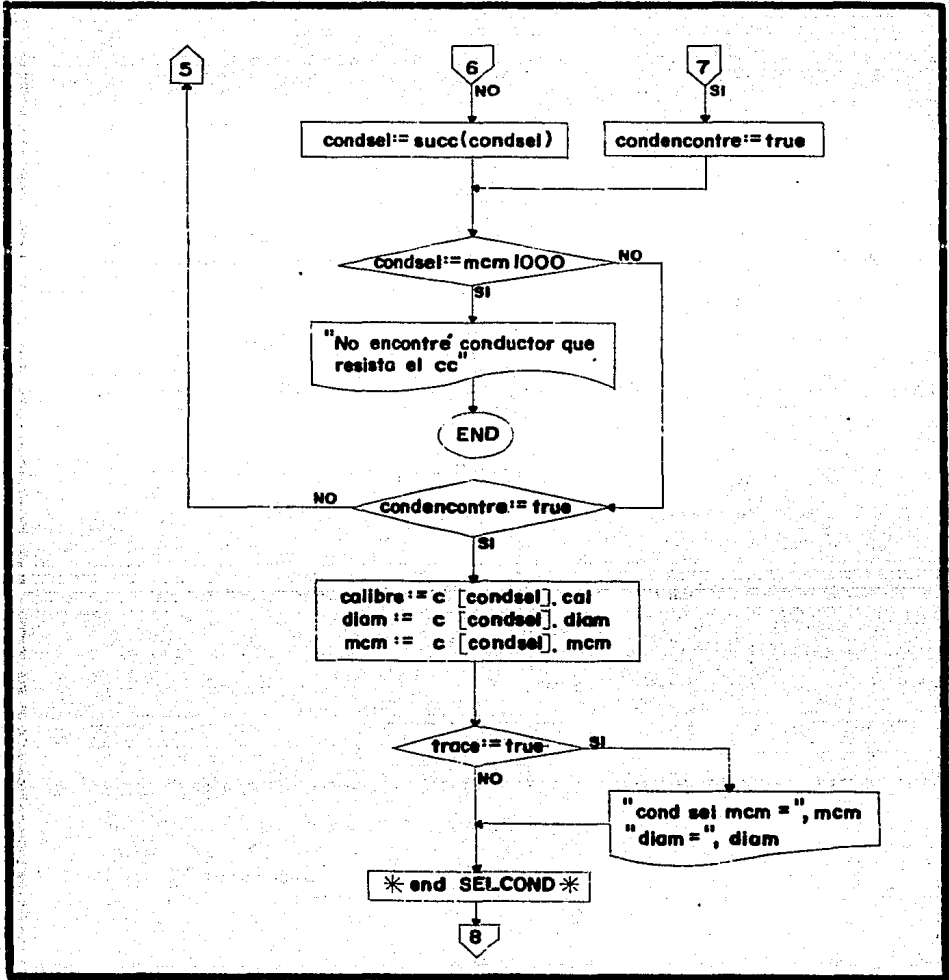 5
6
7
NO
SI
condsel:= succ(condsel)
condencontre:= true
condsel:= mcm1000
NO
SI
"No encontré conductor que
resista el cc"
END
NO
condencontre:= true
SI
calibre:= c [condsel]. cal
diam := c [condsel]. diam
mcm := c [condsel]. mcm
trace:= true
SI
NO
"cond sel mcm =", mcm
"diam =", diam
* end SELCOND *
8